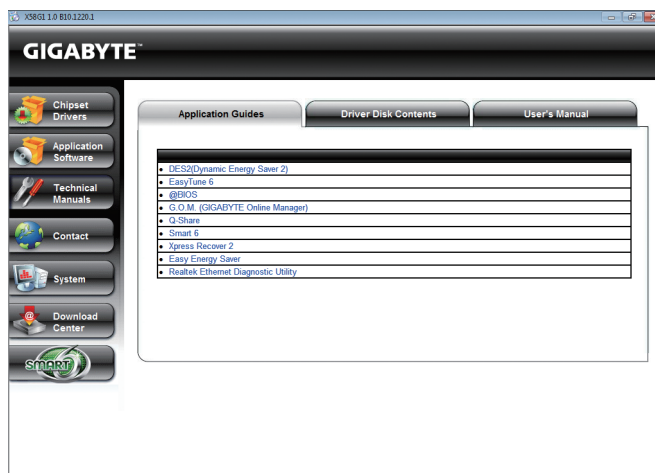 X58G1 1.0 B10.1220.1
GIGABYTE™
Chipset
Drivers
Application
Software
Technical
Manuals
Contact
System
Download
Center
SMART 6
Application Guides
Driver Disk Contents
User's Manual
DES2(Dynamic Energy Saver 2)
EasyTune 6
@BIOS
G.O.M. (GIGABYTE Online Manager)
Q-Share
Smart 6
Xpress Recover 2
Easy Energy Saver
Realtek Ethernet Diagnostic Utility